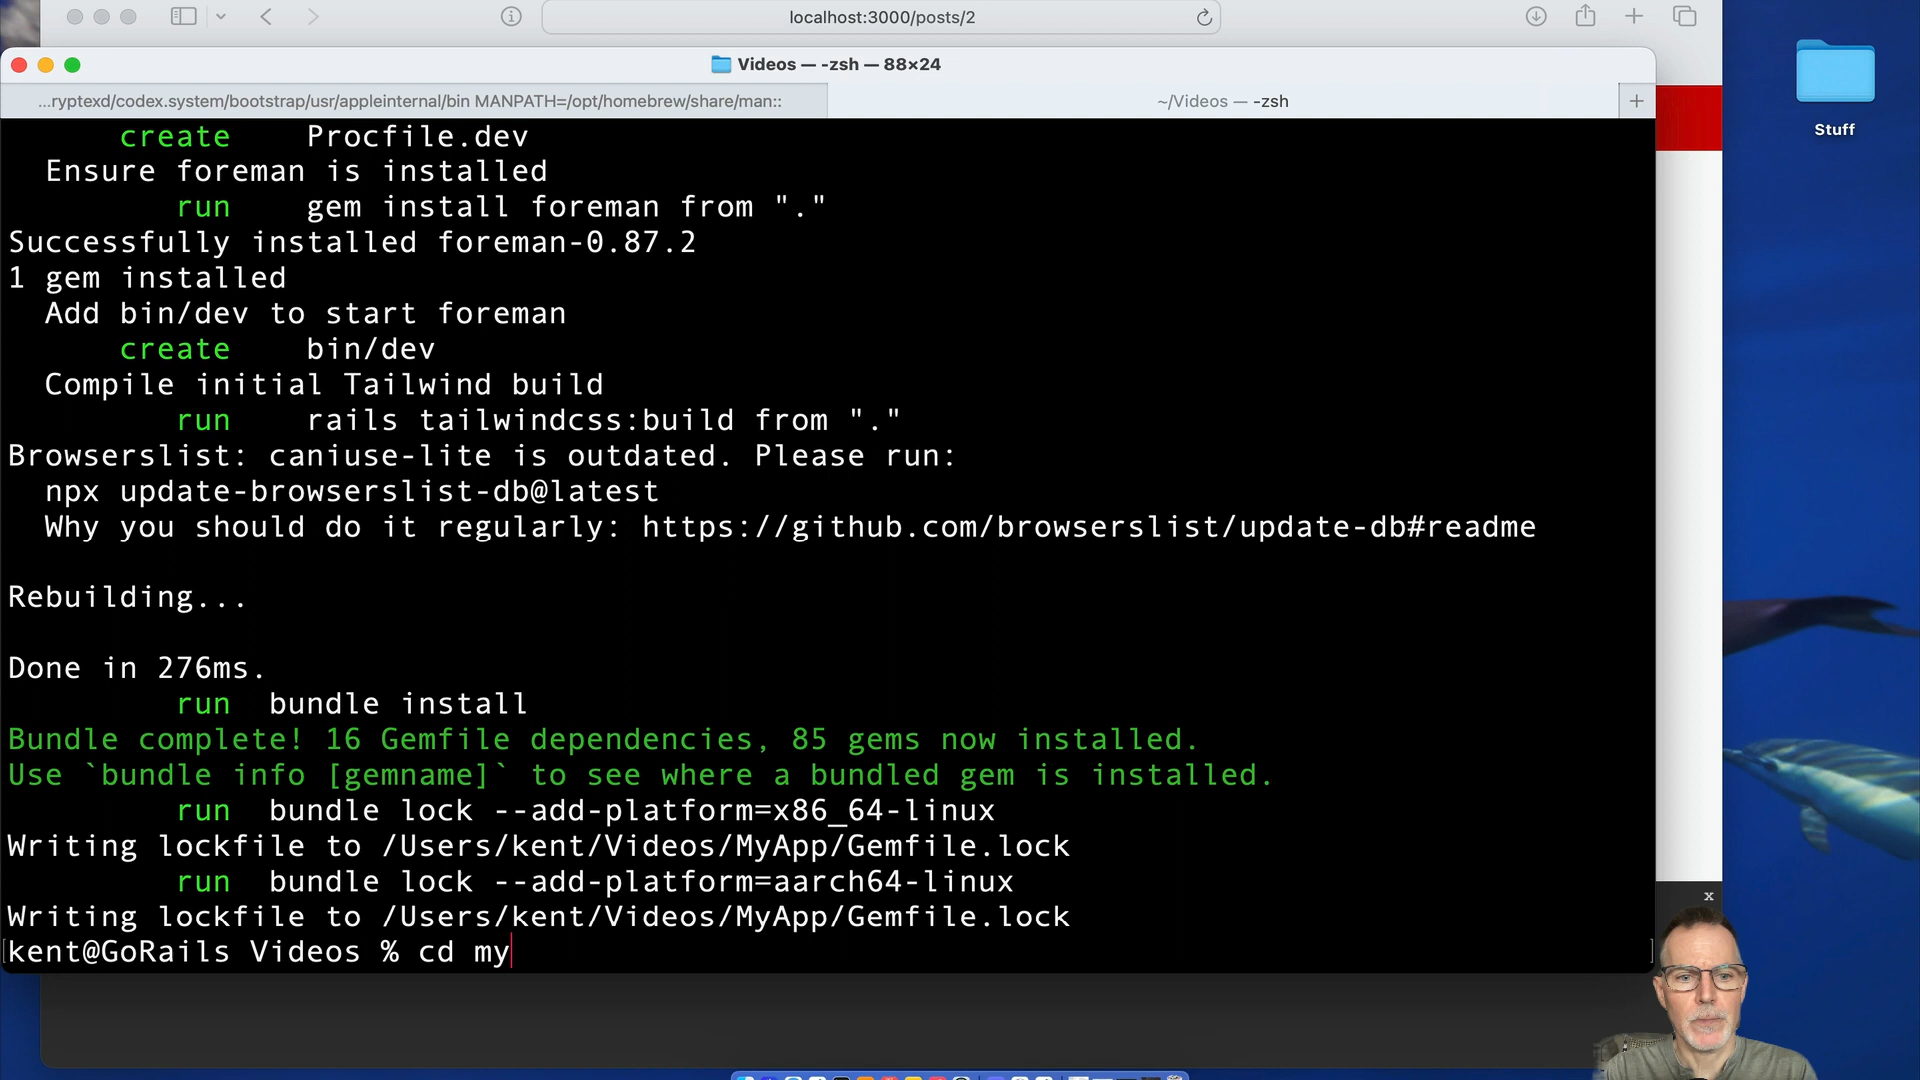 localhost:3000/posts/2
Videos — -zsh — 88×24
...ryptexd/codex.system/bootstrap/usr/appleinternal/bin MANPATH=/opt/homebrew/share/man::
~/Videos — -zsh
Stuff
create Procfile.dev
Ensure foreman is installed
run gem install foreman from "."
Successfully installed foreman-0.87.2
1 gem installed
Add bin/dev to start foreman
create bin/dev
Compile initial Tailwind build
run rails tailwindcss:build from "."
Browserslist: caniuse-lite is outdated. Please run:
npx update-browserslist-db@latest
Why you should do it regularly: https://github.com/browserslist/update-db#readme
Rebuilding...
Done in 276ms.
run bundle install
Bundle complete! 16 Gemfile dependencies, 85 gems now installed.
Use `bundle info [gemname]` to see where a bundled gem is installed.
run bundle lock --add-platform=x86_64-linux
Writing lockfile to /Users/kent/Videos/MyApp/Gemfile.lock
run bundle lock --add-platform=aarch64-linux
Writing lockfile to /Users/kent/Videos/MyApp/Gemfile.lock
kent@GoRails Videos % cd my
x